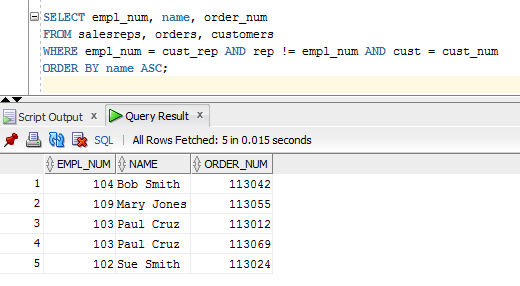 SELECT empl_num, name, order_num
FROM salesreps, orders, customers
WHERE empl_num = cust_rep AND rep != empl_num AND cust = cust_num
ORDER BY name ASC;
Script Output x Query Result x
SQL | All Rows Fetched: 5 in 0.015 seconds
EMPL_NUM NAME ORDER_NUM
1 104 Bob Smith 113042
2 109 Mary Jones 113055
3 103 Paul Cruz 113012
4 103 Paul Cruz 113069
5 102 Sue Smith 113024